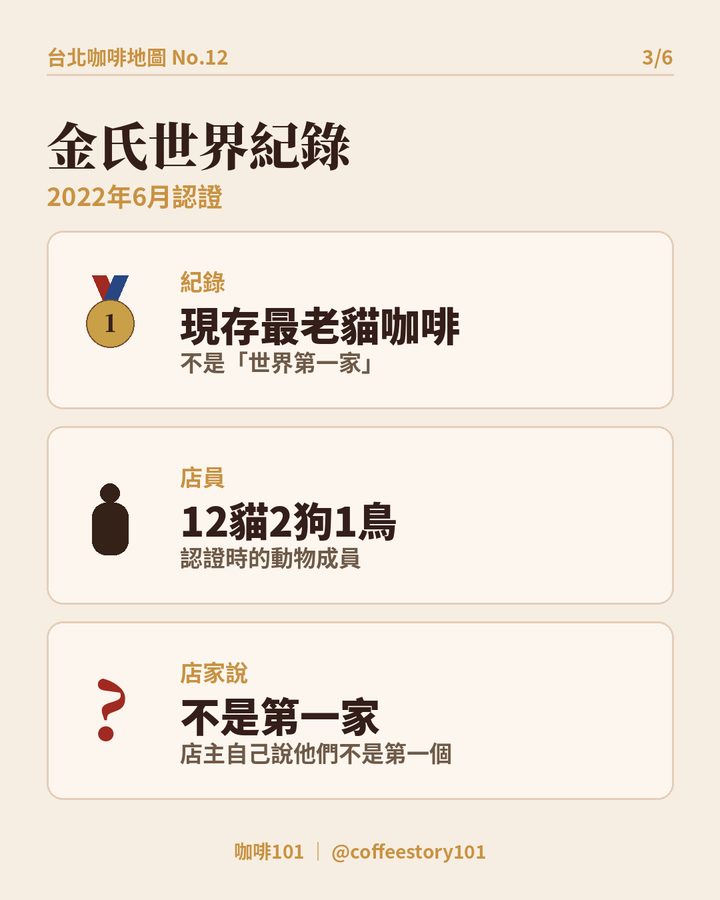 台北咖啡地圖 No.12
3/6
金氏世界紀錄
2022年6月認證
1
紀錄
現存最老貓咖啡
不是「世界第一家」
店員
12貓2狗1鳥
認證時的動物成員
?
店家說
不是第一家
店主自己說他們不是第一個
咖啡101｜@coffeestory101